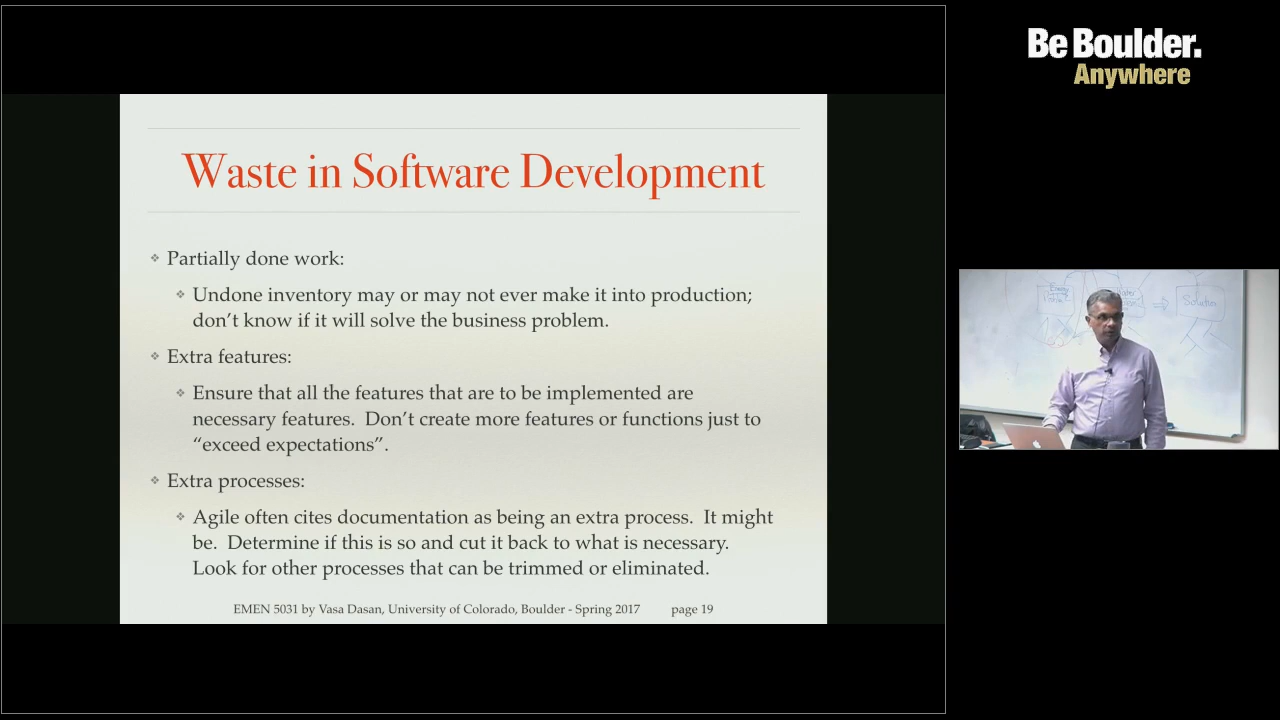 Be Boulder.
Anywhere
Waste in Software Development
❖ Partially done work:
❖ Undone inventory may or may not ever make it into production;
don’t know if it will solve the business problem.
❖ Extra features:
❖ Ensure that all the features that are to be implemented are
necessary features.  Don’t create more features or functions just to
“exceed expectations”.
❖ Extra processes:
❖ Agile often cites documentation as being an extra process.  It might
be.  Determine if this is so and cut it back to what is necessary.
Look for other processes that can be trimmed or eliminated.
EMEN 5031 by Vasa Dasan, University of Colorado, Boulder - Spring 2017 page 19
Solution